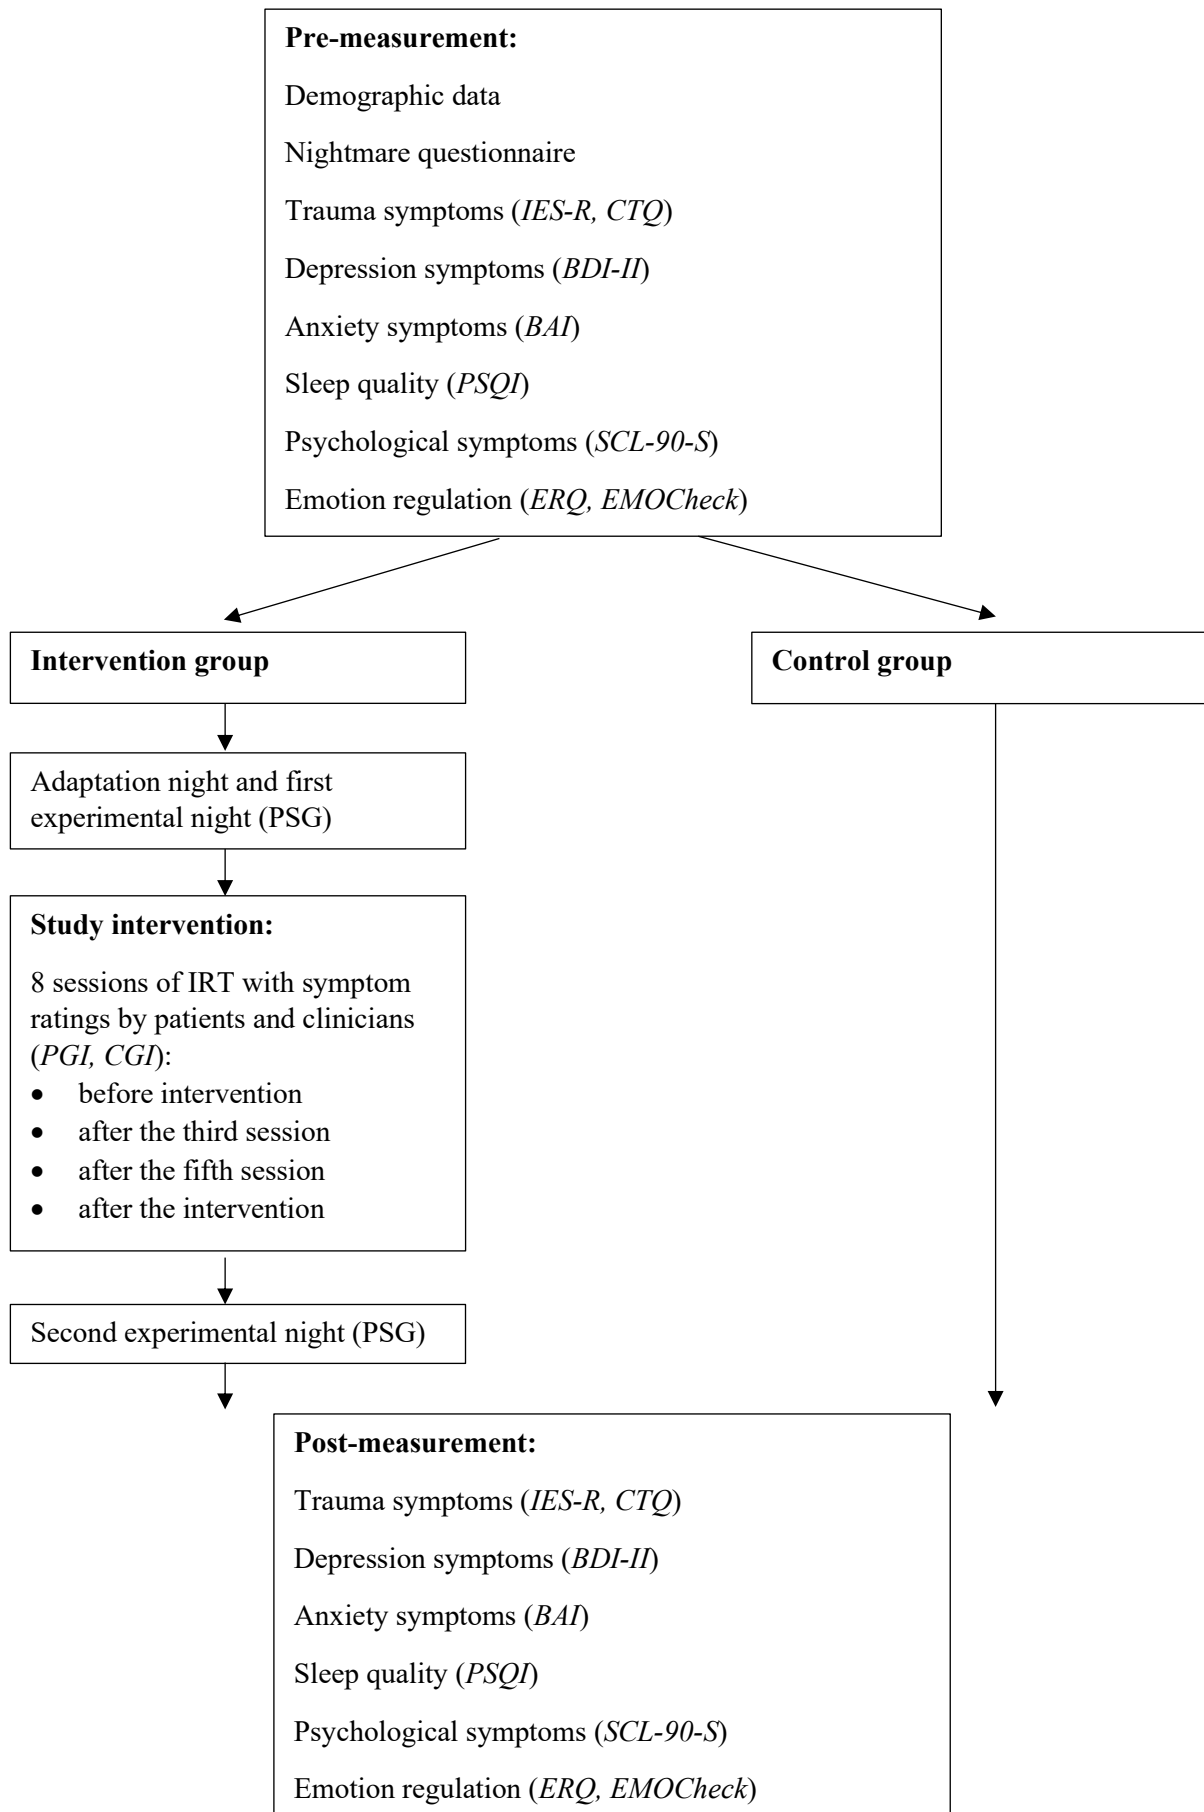 Pre-measurement:
Demographic data
Nightmare questionnaire
Trauma symptoms (IES-R, CTQ)
Depression symptoms (BDI-II)
Anxiety symptoms (BAI)
Sleep quality (PSQI)
Psychological symptoms (SCL-90-S)
Emotion regulation (ERQ, EMOCheck)
Intervention group
Control group
Adaptation night and first
experimental night (PSG)
Study intervention:
8 sessions of IRT with symptom
ratings by patients and clinicians
(PGI, CGI):
• before intervention
• after the third session
• after the fifth session
• after the intervention
Second experimental night (PSG)
Post-measurement:
Trauma symptoms (IES-R, CTQ)
Depression symptoms (BDI-II)
Anxiety symptoms (BAI)
Sleep quality (PSQI)
Psychological symptoms (SCL-90-S)
Emotion regulation (ERQ, EMOCheck)